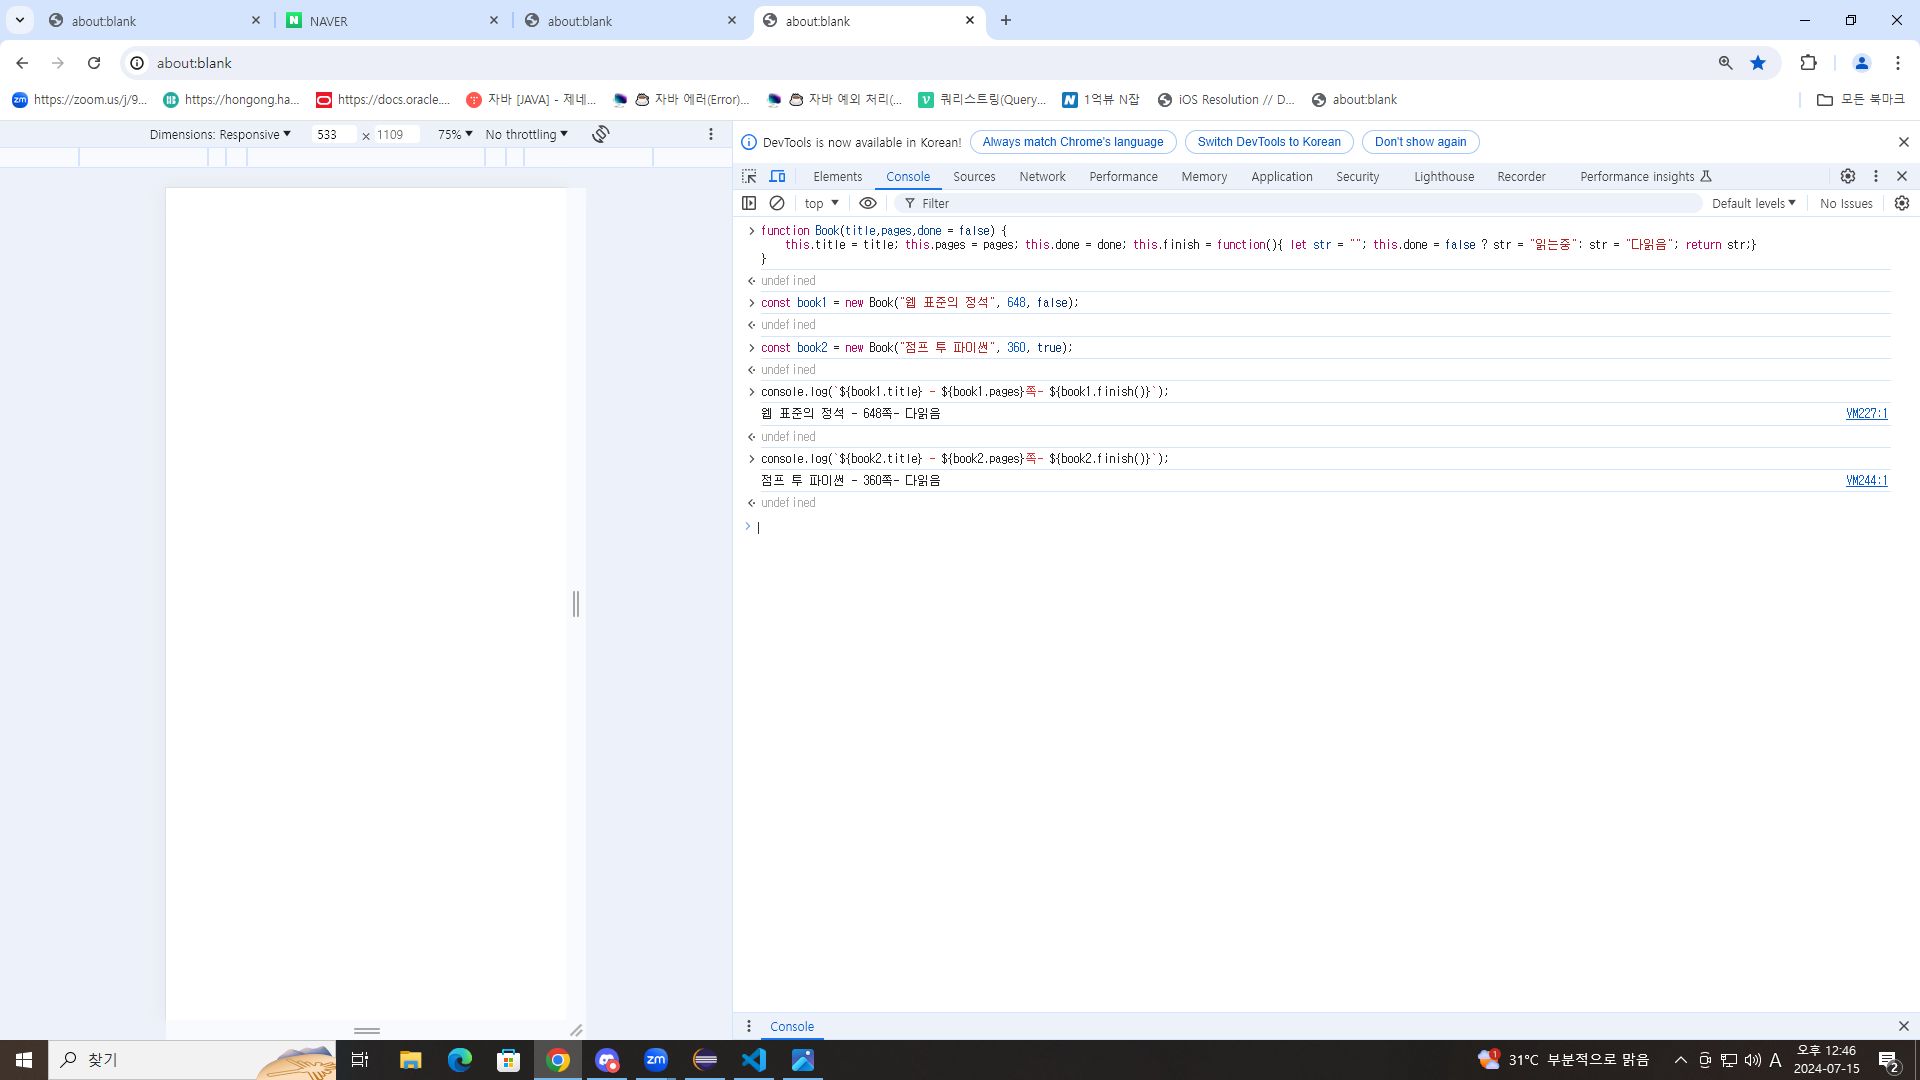 about:blank
NAVER
about:blank
about:blank
about:blank
https://zoom.us/j/9...
https://hongong.ha...
https://docs.oracle....
자바 [JAVA] - 제네...
자바 에러(Error)...
자바 예외 처리(...
쿼리스트링(Query...
1억뷰 N잡
iOS Resolution // D...
about:blank
모든 북마크
Dimensions: Responsive
533 × 1109
75%
No throttling
DevTools is now available in Korean!
Always match Chrome's language
Switch DevTools to Korean
Don't show again
Elements
Console
Sources
Network
Performance
Memory
Application
Security
Lighthouse
Recorder
Performance insights
top
Filter
Default levels
No Issues
function Book(title,pages,done = false) {
this.title = title; this.pages = pages; this.done = done; this.finish = function(){ let str = ""; this.done = false ? str = "읽는중": str = "다읽음"; return str;}
}
undefined
const book1 = new Book("웹 표준의 정석", 648, false);
undefined
const book2 = new Book("점프 투 파이썬", 360, true);
undefined
console.log(`${book1.title} - ${book1.pages}쪽- ${book1.finish()}`);
웹 표준의 정석 - 648쪽- 다읽음 VM227:1
undefined
console.log(`${book2.title} - ${book2.pages}쪽- ${book2.finish()}`);
점프 투 파이썬 - 360쪽- 다읽음 VM244:1
undefined
Console
찾기
zm
31°C 부분적으로 맑음
A
오후 12:46
2024-07-15
2